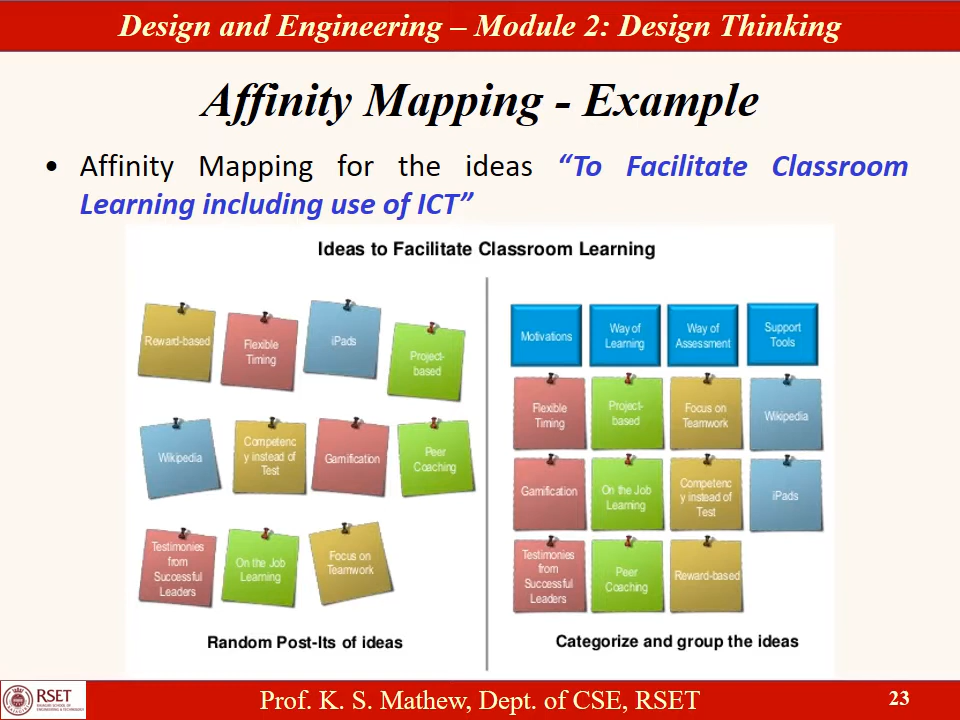 Design and Engineering – Module 2: Design Thinking
Affinity Mapping - Example
• Affinity Mapping for the ideas “To Facilitate Classroom
Learning including use of ICT”
Ideas to Facilitate Classroom Learning
Reward-based
Flexible
Timing
iPads
Project-
based
Wikipedia
Competenc
y instead of
Test
Gamification
Peer
Coaching
Testimonies
from
Successful
Leaders
On the Job
Learning
Focus on
Teamwork
Random Post-Its of ideas
Motivations
Way of
Learning
Way of
Assessment
Support
Tools
Flexible
Timing
Project-
based
Focus on
Teamwork
Wikipedia
Gamification
On the Job
Learning
Competenc
y instead of
Test
iPads
Testimonies
from
Successful
Leaders
Peer
Coaching
Reward-based
Categorize and group the ideas
RSET
Prof. K. S. Mathew, Dept. of CSE, RSET
23